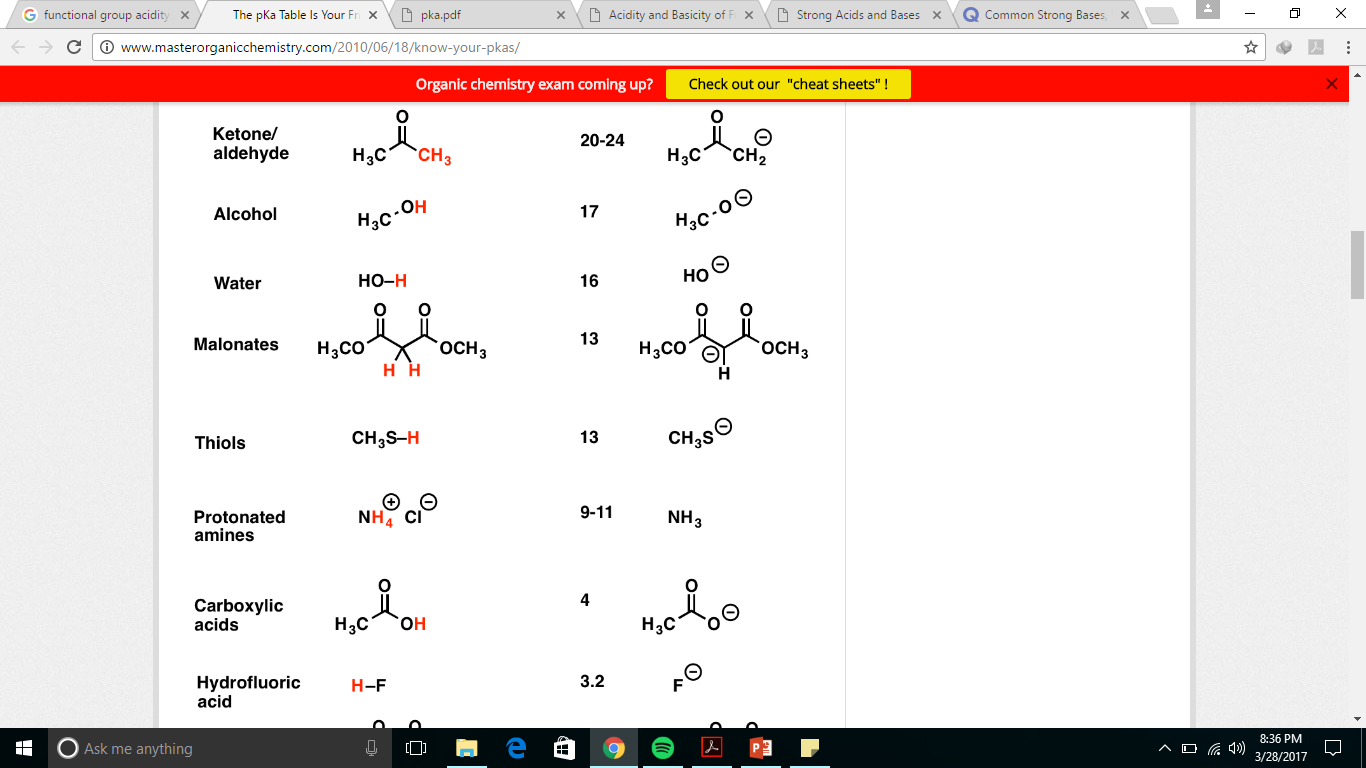 functional group acidity
The pKa Table Is Your Fr
pka.pdf
Acidity and Basicity of F
Strong Acids and Bases
Common Strong Bases,
www.masterorganicchemistry.com/2010/06/18/know-your-pkas/
Organic chemistry exam coming up? Check out our "cheat sheets" !
Ketone/
aldehyde
O
H3C CH3
20-24
O
H3C CH2 ⊖
Alcohol
H3C OH
17
H3C O ⊖
Water
HO–H
16
HO ⊖
Malonates
O O
H3CO OCH3
H H
13
O O
H3CO ⊖ OCH3
H
Thiols
CH3S–H
13
CH3S ⊖
Protonated
amines
NH4 ⊕ Cl ⊖
9-11
NH3
Carboxylic
acids
O
H3C OH
4
O
H3C O ⊖
Hydrofluoric
acid
H–F
3.2
F ⊖
O O
O O
Ask me anything
8:36 PM
3/28/2017